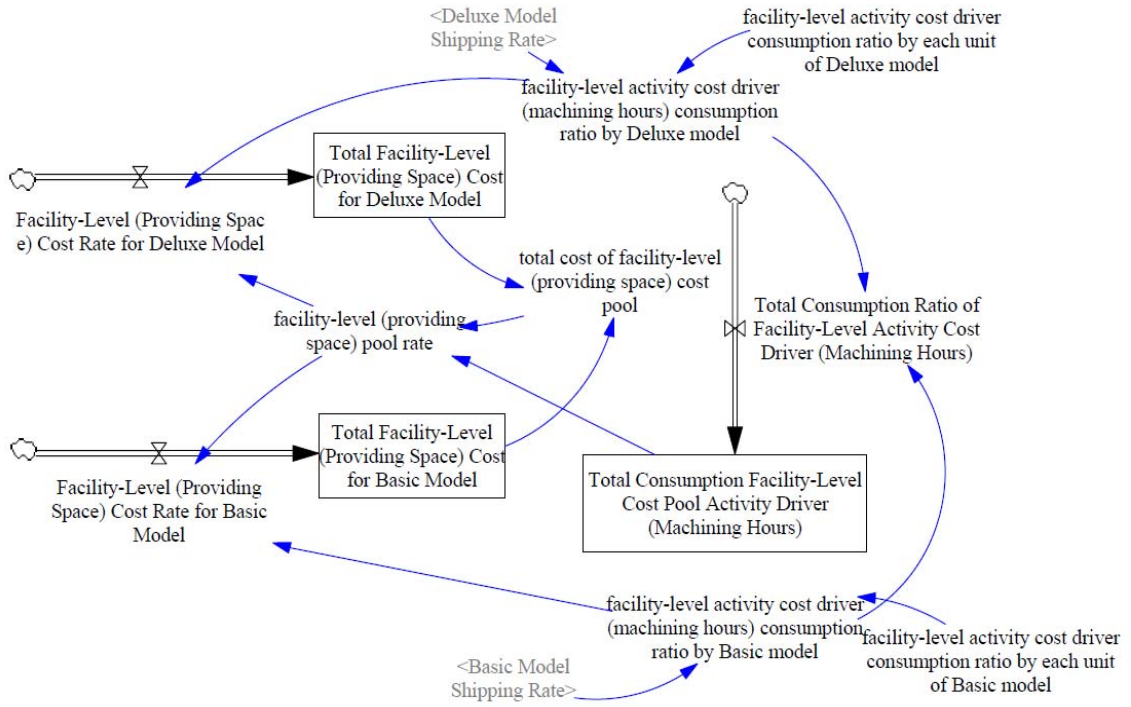 <Deluxe Model
Shipping Rate>
facility-level activity cost driver
consumption ratio by each unit
of Deluxe model
facility-level activity cost driver
(machining hours) consumption
ratio by Deluxe model
Total Facility-Level
(Providing Space) Cost
for Deluxe Model
Facility-Level (Providing Spac
e) Cost Rate for Deluxe Model
total cost of facility-level
(providing space) cost
pool
facility-level (providing
space) pool rate
Total Consumption Ratio of
Facility-Level Activity Cost
Driver (Machining Hours)
Total Facility-Level
(Providing Space) Cost
for Basic Model
Facility-Level (Providing
Space) Cost Rate for Basic
Model
Total Consumption Facility-Level
Cost Pool Activity Driver
(Machining Hours)
facility-level activity cost driver
(machining hours) consumption
ratio by Basic model
facility-level activity cost driver
consumption ratio by each unit
of Basic model
<Basic Model
Shipping Rate>